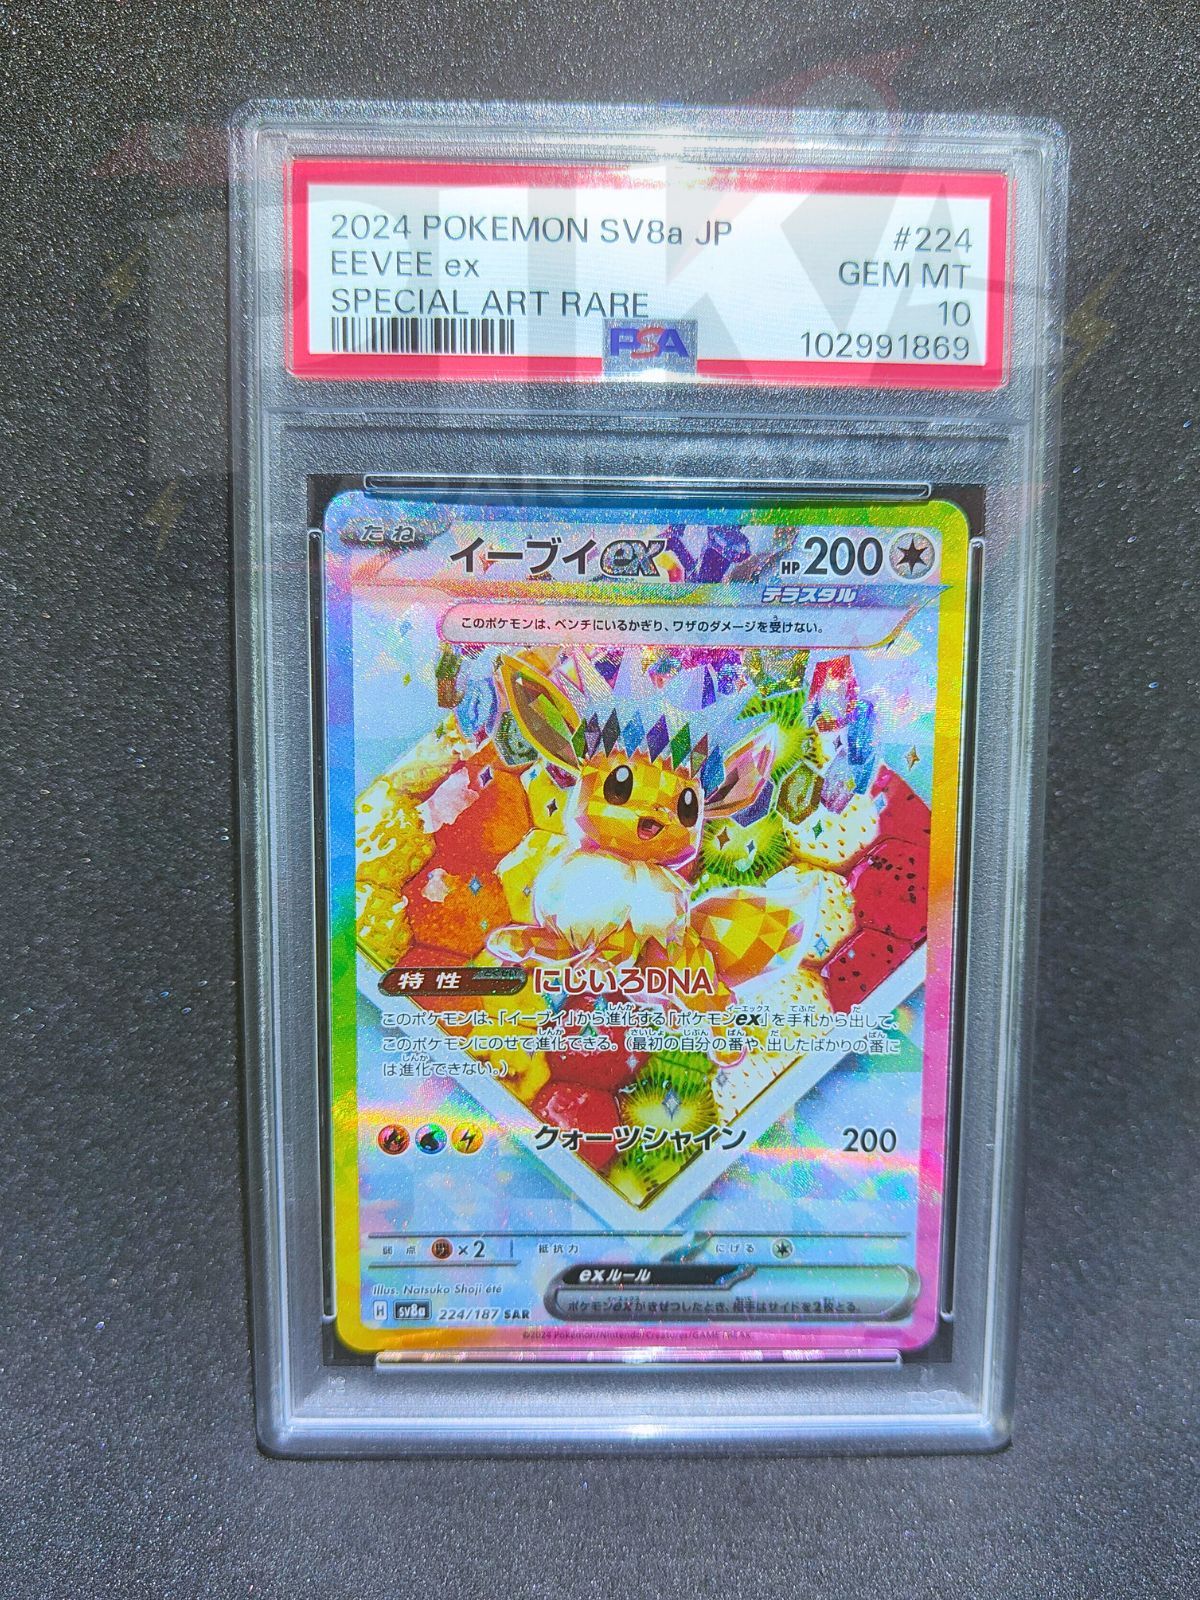 2024 POKEMON SV8a JP
#224
EEVEE ex
GEM MT
SPECIAL ART RARE
10
PSA
102991869
たね
イーブイex
HP 200
テラスタル
このポケモンは、ベンチにいるかぎり、ワザのダメージを受けない。
特性 とくせい にじいろDNA
このポケモンは、「イーブイ」から進化する「ポケモンex」を手札から出して、
このポケモンにのせて進化できる。(最初の自分の番や、出したばかりの番に
は進化できない。)
クォーツシャイン 200
弱点 ×2 抵抗力 にげる
exルール
ポケモンexがきぜつしたとき、相手はサイドを2枚とる。
Illus. Natsuko Shoji été
H sv8a 224/187 SAR
©2024 Pokémon/Nintendo/Creatures/GAME FREAK